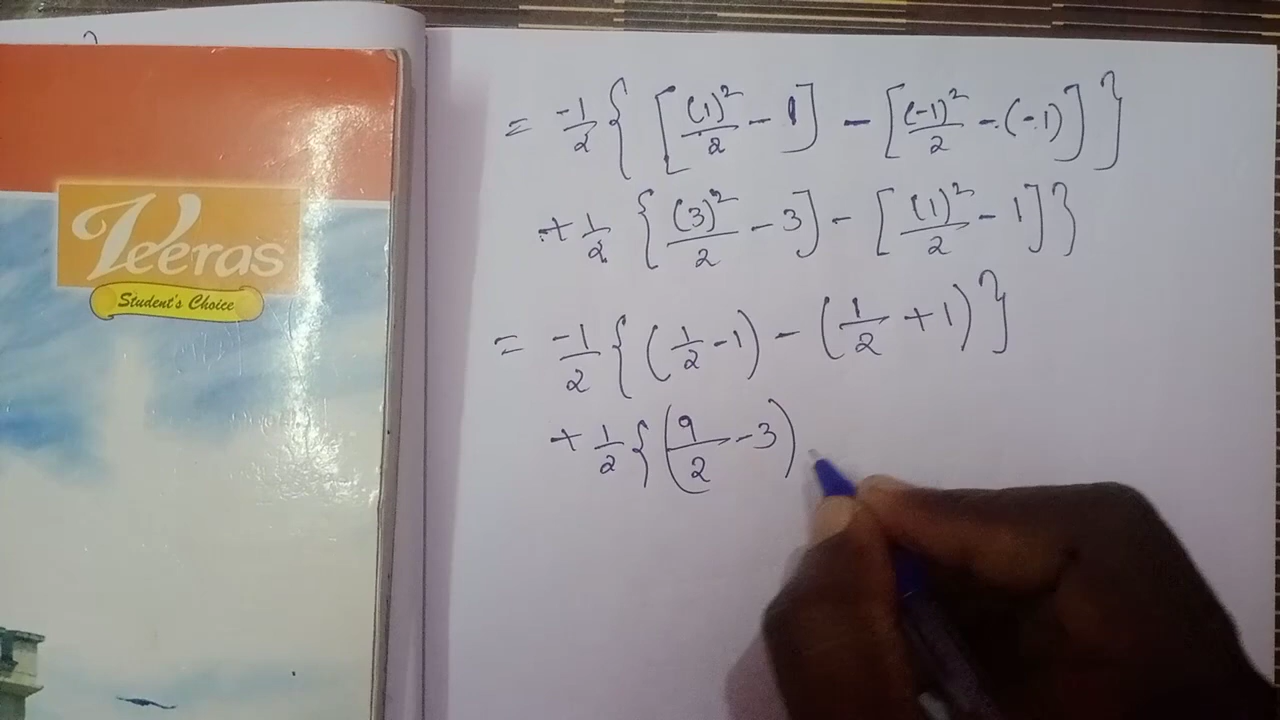 Veeras
Student's Choice
= -1/2 { [ (1)²/2 - 1 ] - [ (-1)²/2 - (-1) ] }
+ 1/2 { (3)²/2 - 3 ] - [ (1)²/2 - 1 ] }
= -1/2 { ( 1/2 - 1 ) - ( 1/2 + 1 ) }
+ 1/2 { ( 9/2 - 3 )